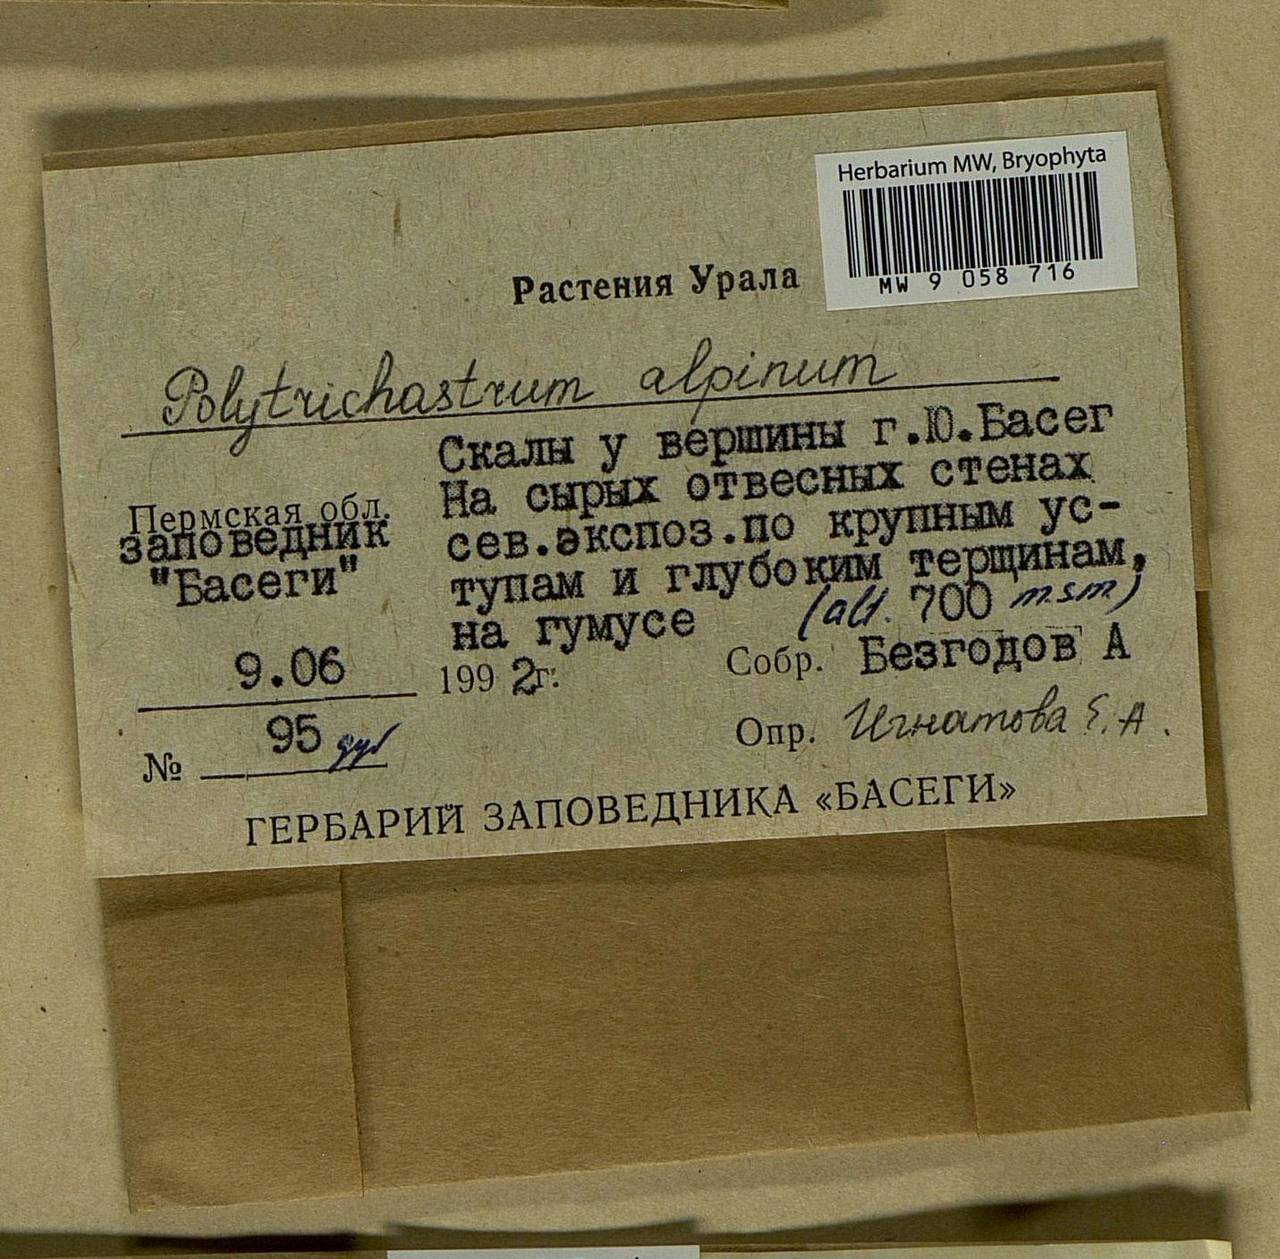 Herbarium MW, Bryophyta
MW 9 058 716
Растения Урала
Polytrichastrum alpinum
Скалы у вершины г.Ю.Басег
На сырых отвесных стенах
сев.экспоз.по крупным ус-
тупам и глубоким терщинам,
на гумусе (alt. 700 msm)
Пермская обл.
заповедник
"Басеги"
9.06 1992г.
Собр. Безгодов А
№ 95 дуб
Опр. Игнатова Е.А.
ГЕРБАРИЙ ЗАПОВЕДНИКА «БАСЕГИ»